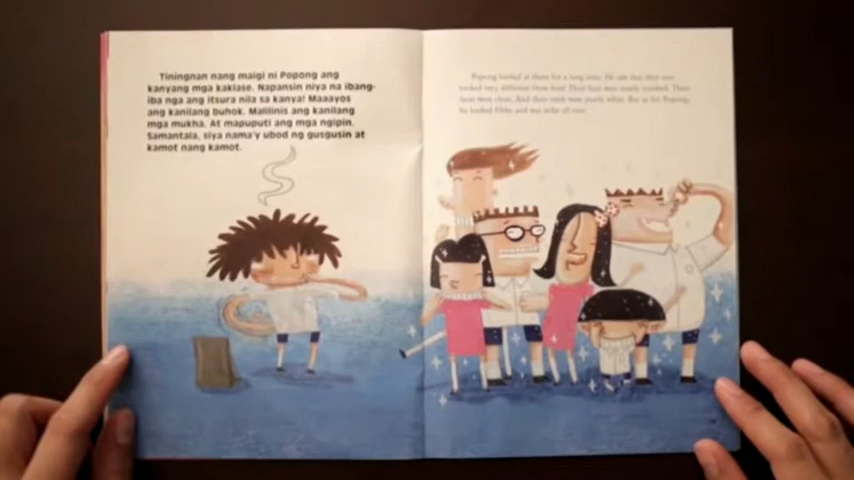 Tiningnan nang maigi ni Popong ang
kanyang mga kaklase. Napansin niya na ibang-
iba nga ang itsura nila sa kanya! Maaayos
ang kanilang buhok. Malilinis ang kanilang
mga mukha. At mapuputi ang mga ngipin.
Samantala, siya nama'y ubod ng gusgusin at
kamot nang kamot.
Popong looked at them for a long time. He saw that they
looked very different from him! Their hair were neatly combed. Their
faces were clean. And their teeth were pearly white. But as for Popong,
he looked filthy and was itchy all over.